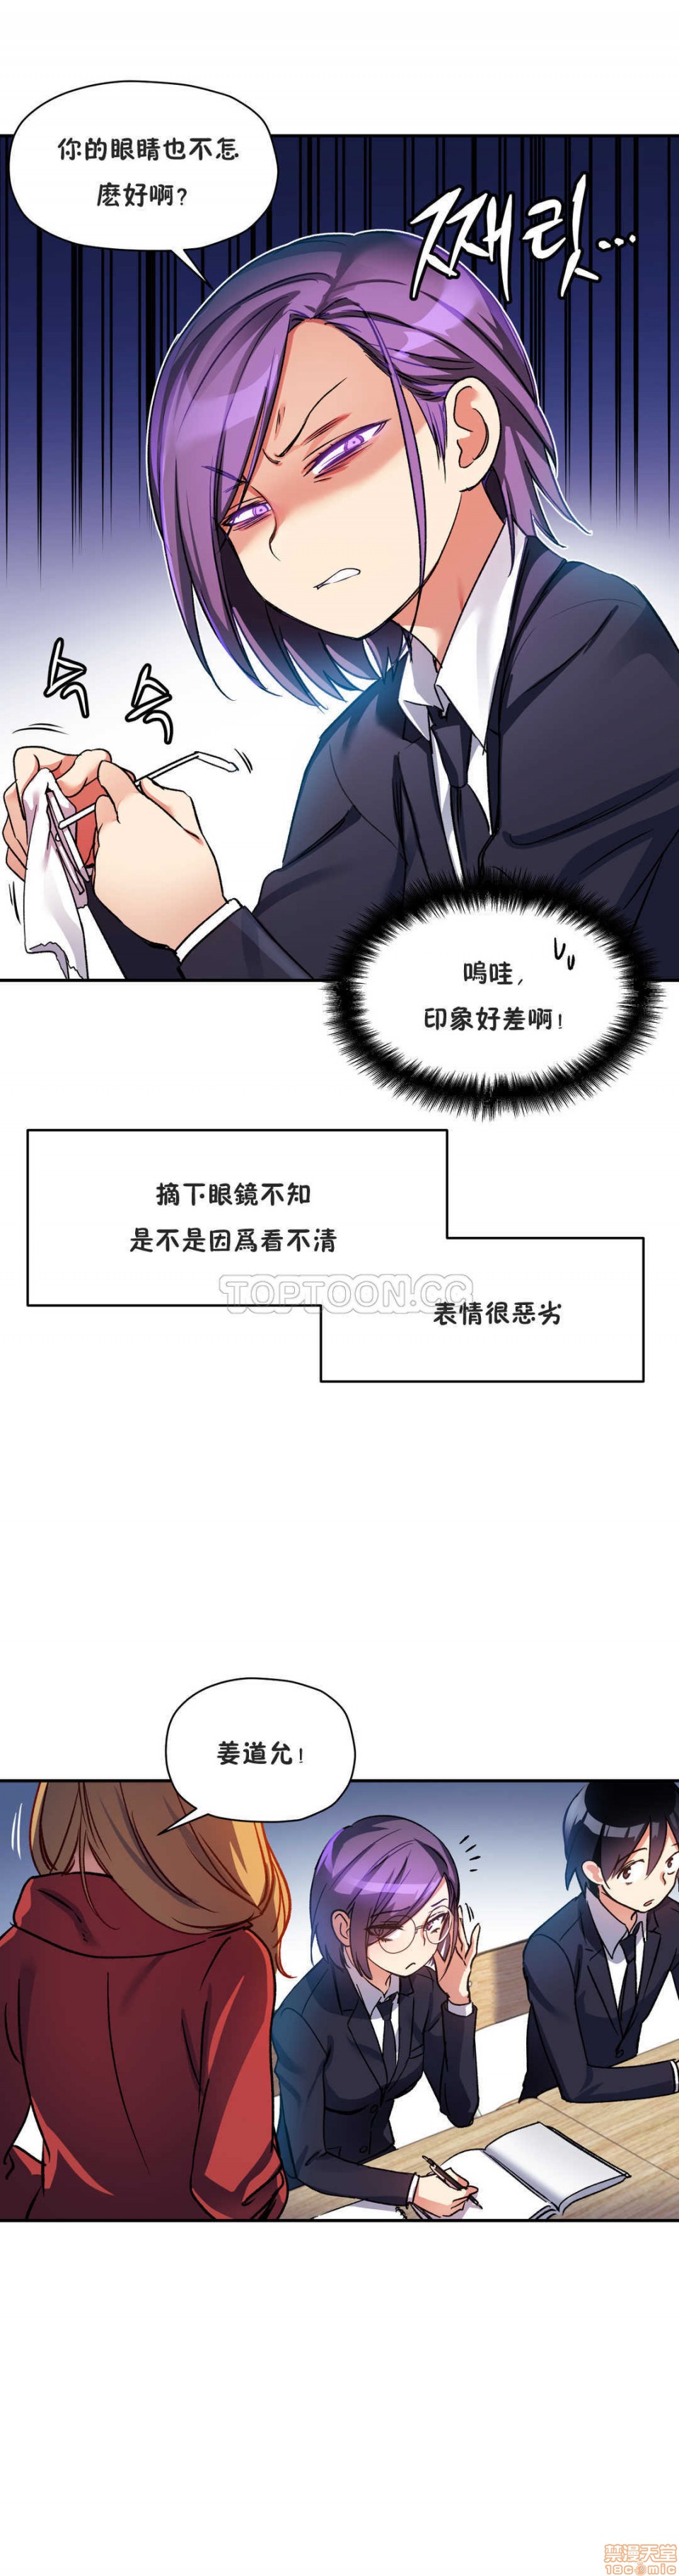 你的眼睛也不怎
麽好啊?
째릿...
슥
슥
嗚哇,
印象好差啊!
摘下眼鏡不知
是不是因爲看不清
TOPTOON.CC
表情很惡劣
姜道允!
禁漫天堂
18comic